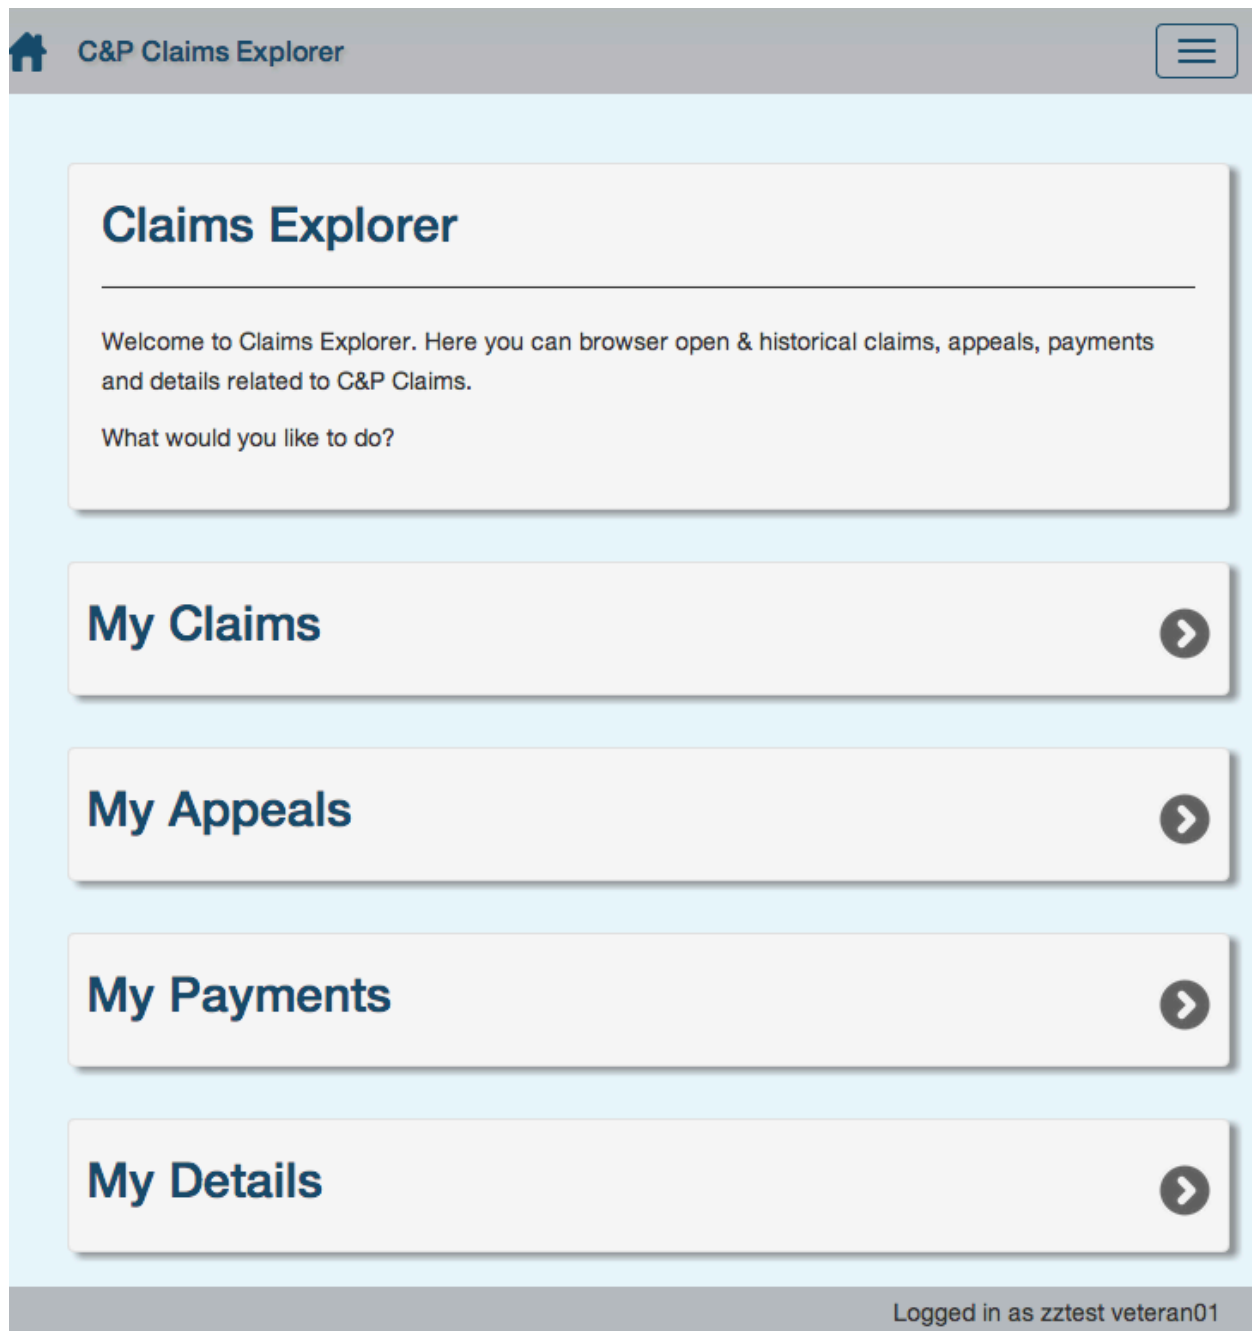 C&P Claims Explorer
Claims Explorer
Welcome to Claims Explorer. Here you can browser open & historical claims, appeals, payments
and details related to C&P Claims.
What would you like to do?
My Claims
My Appeals
My Payments
My Details
Logged in as zztest veteran01